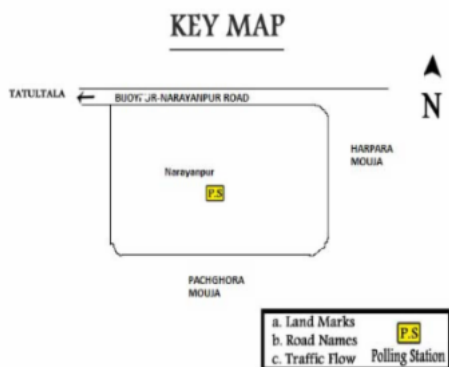 KEY MAP
N
TATULTALA
-NARAYANPUR ROAD
HARPARA
MOUJA
Narayanpur
P.S
PACHGHORA
MOUJA
a. Land Marks
b. Road Names
c. Traffic Flow
P.S
Polling Station